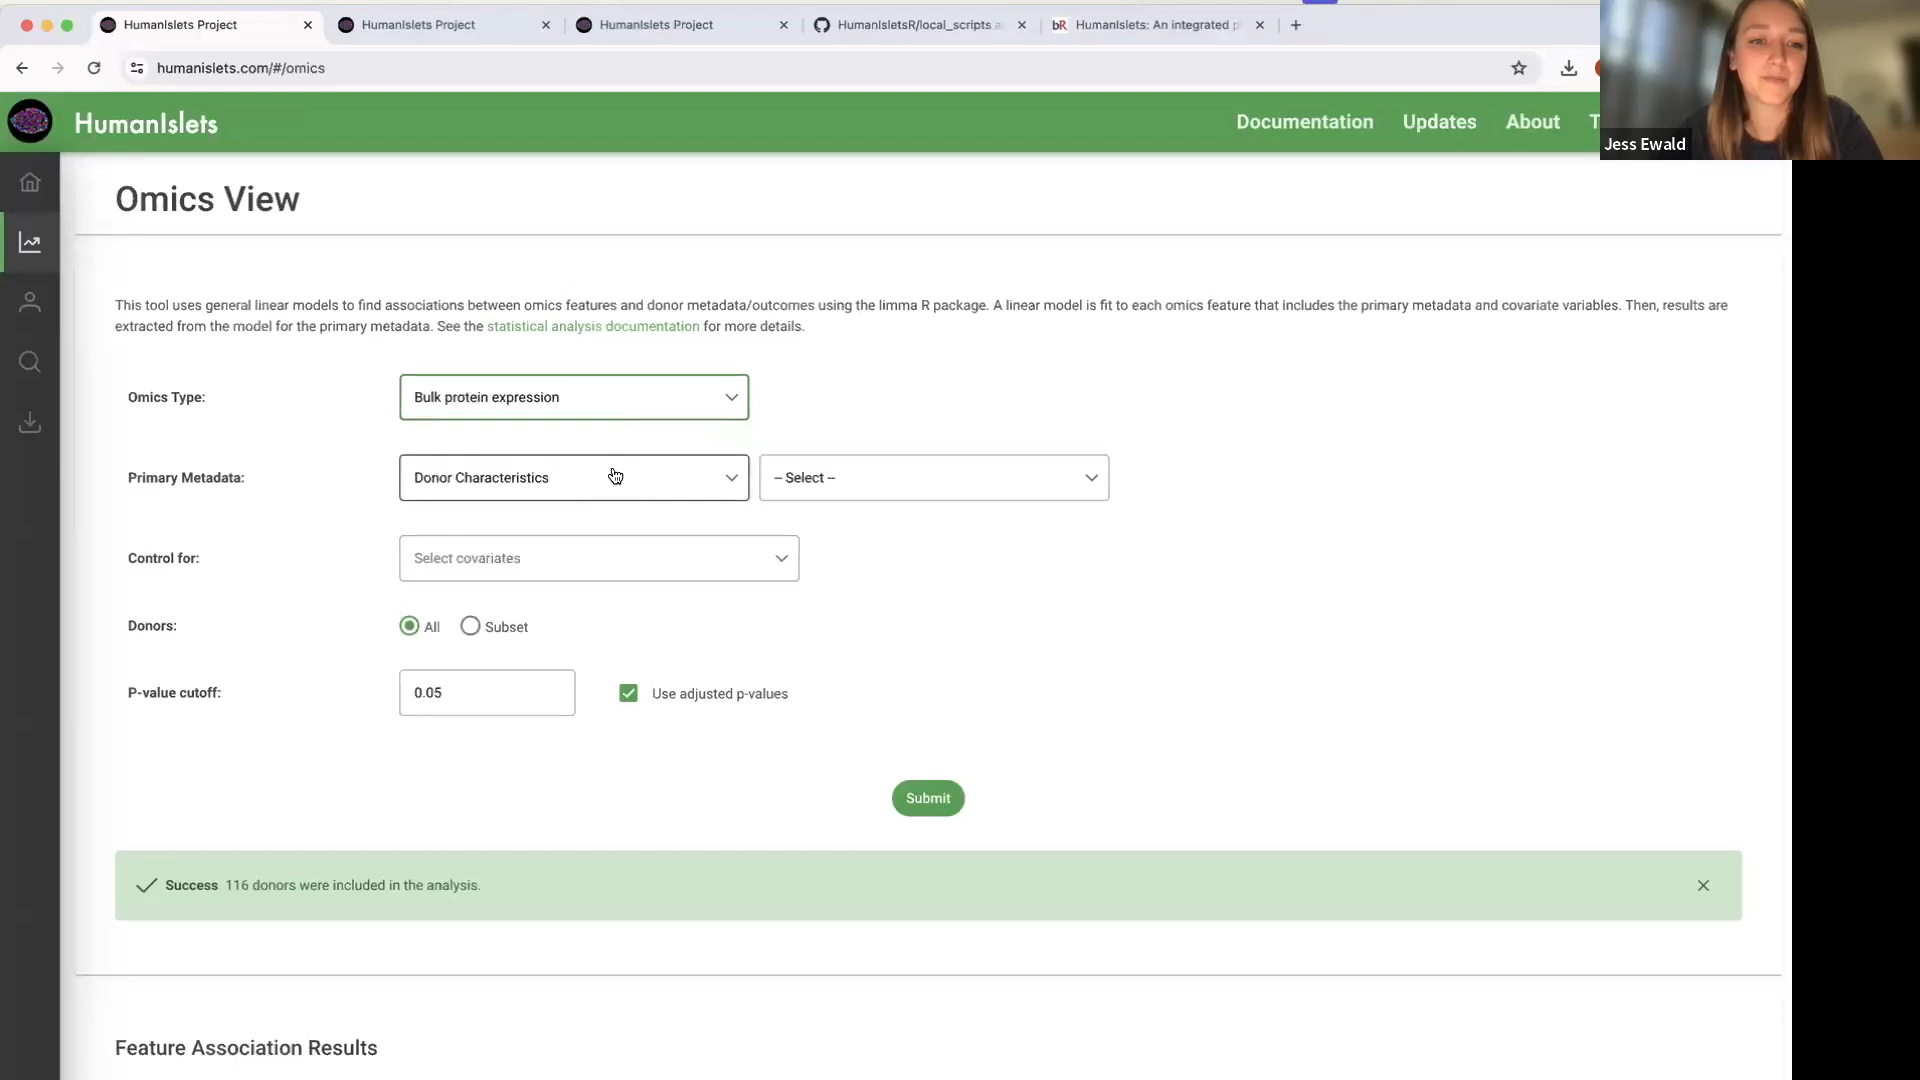 HumanIslets Project
HumanIslets Project
HumanIslets Project
HumanIsletsR/local_scripts a
bR HumanIslets: An integrated p
humanislets.com/#/omics
HumanIslets
Documentation
Updates
About
T
Jess Ewald
Omics View
This tool uses general linear models to find associations between omics features and donor metadata/outcomes using the limma R package. A linear model is fit to each omics feature that includes the primary metadata and covariate variables. Then, results are
extracted from the model for the primary metadata. See the statistical analysis documentation for more details.
Omics Type:
Bulk protein expression
Primary Metadata:
Donor Characteristics
-- Select --
Control for:
Select covariates
Donors:
All
Subset
P-value cutoff:
0.05
Use adjusted p-values
Submit
Success 116 donors were included in the analysis.
Feature Association Results